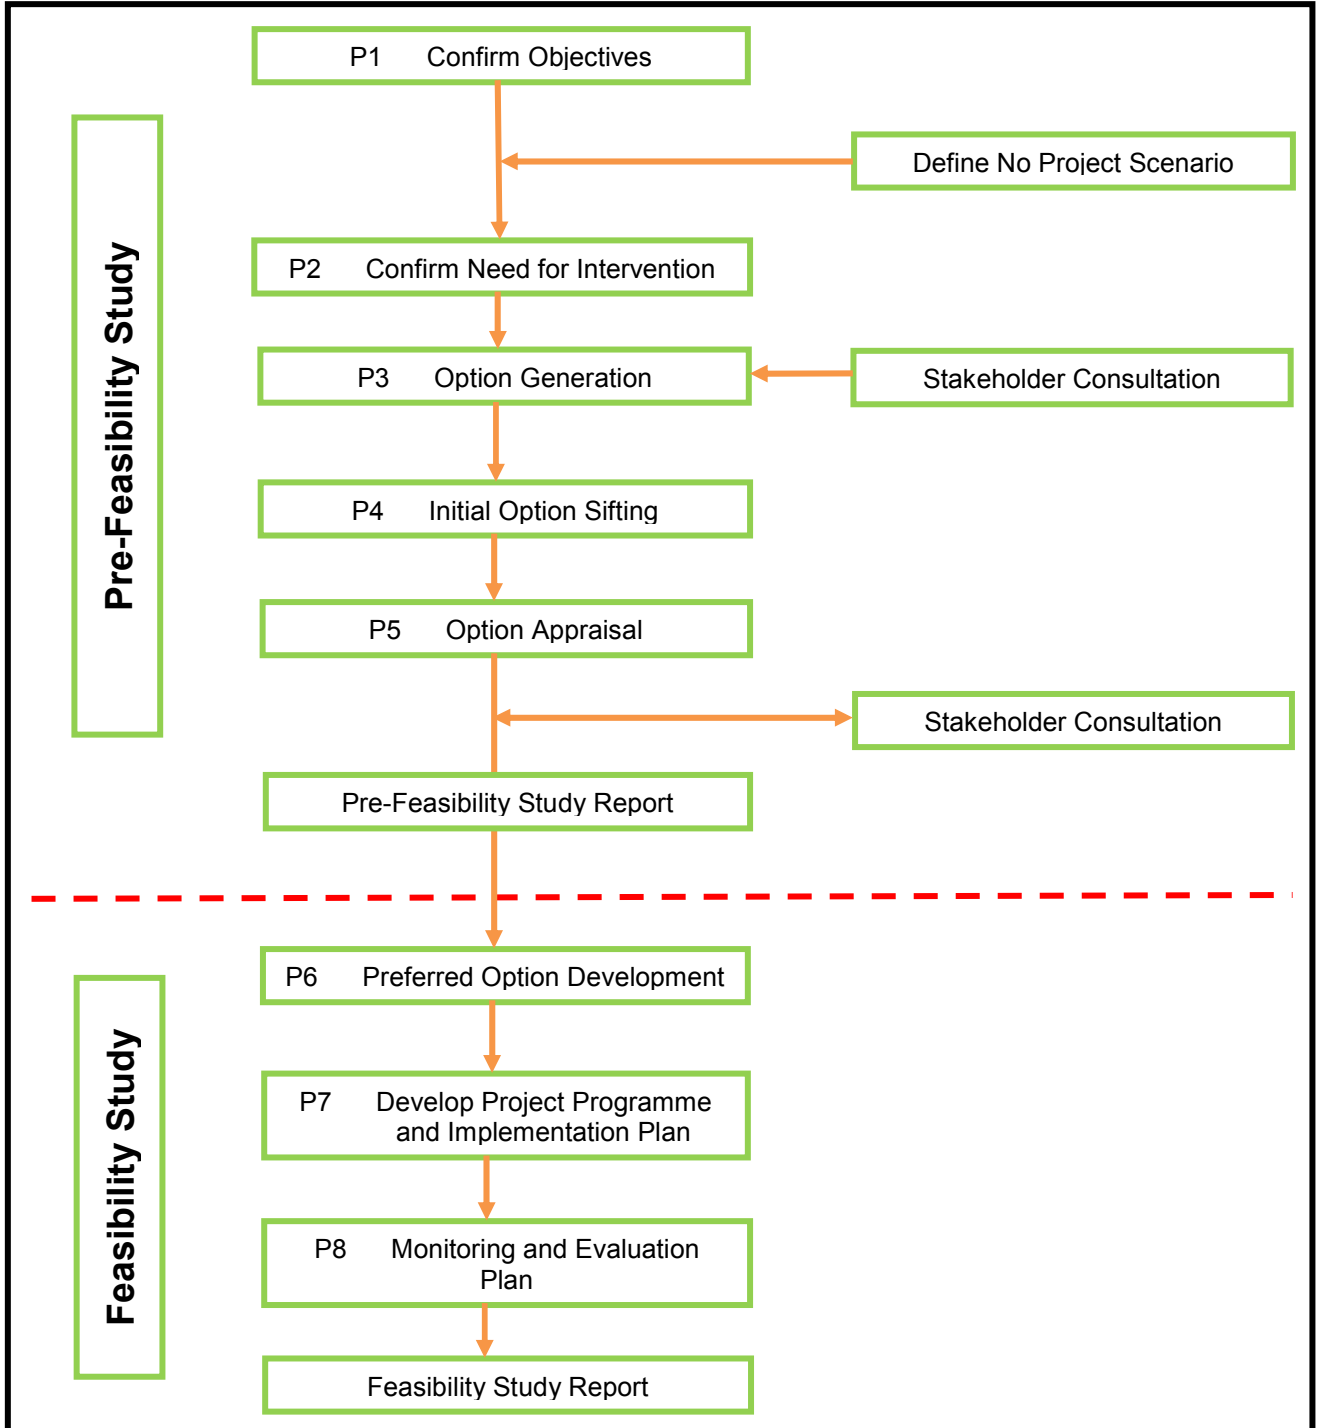 P1 Confirm Objectives
Define No Project Scenario
Pre-Feasibility Study
P2 Confirm Need for Intervention
P3 Option Generation
Stakeholder Consultation
P4 Initial Option Sifting
P5 Option Appraisal
Stakeholder Consultation
Pre-Feasibility Study Report
Feasibility Study
P6 Preferred Option Development
P7 Develop Project Programme
and Implementation Plan
P8 Monitoring and Evaluation
Plan
Feasibility Study Report